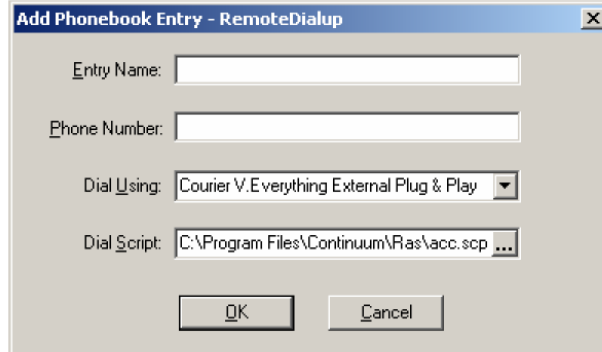 Add Phonebook Entry - RemoteDialup
Entry Name:
Phone Number:
Dial Using: Courier V.Everything External Plug & Play
Dial Script: C:\Program Files\Continuum\Ras\acc.scp ...
OK Cancel